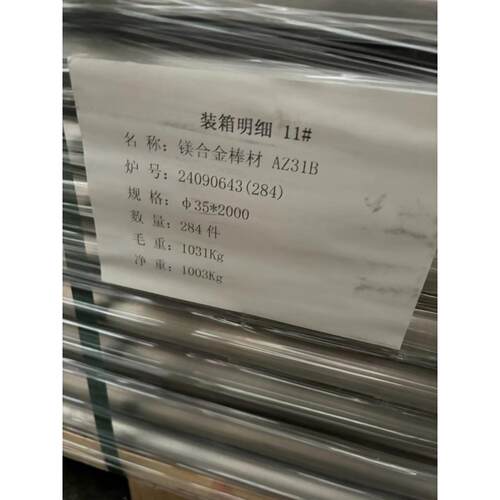 装箱明细 11#
名 称：镁合金棒材 AZ31B
炉 号：24090643(284)
规 格：φ35*2000
数 量：284 件
毛 重：1031Kg
净 重：1003Kg